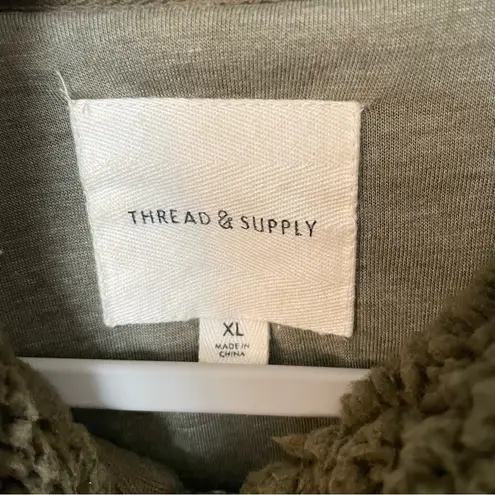 THREAD & SUPPLY
XL
MADE IN
CHINA